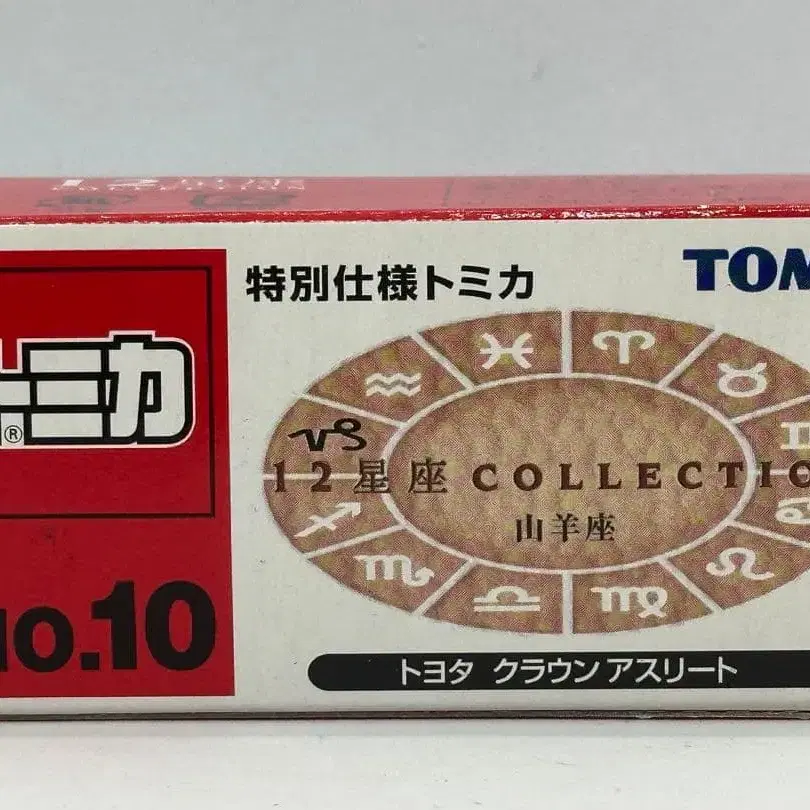 特別仕様トミカ
TOM
トミカ®
12星座 COLLECTIO
山羊座
NO.10
トヨタ クラウンアスリート